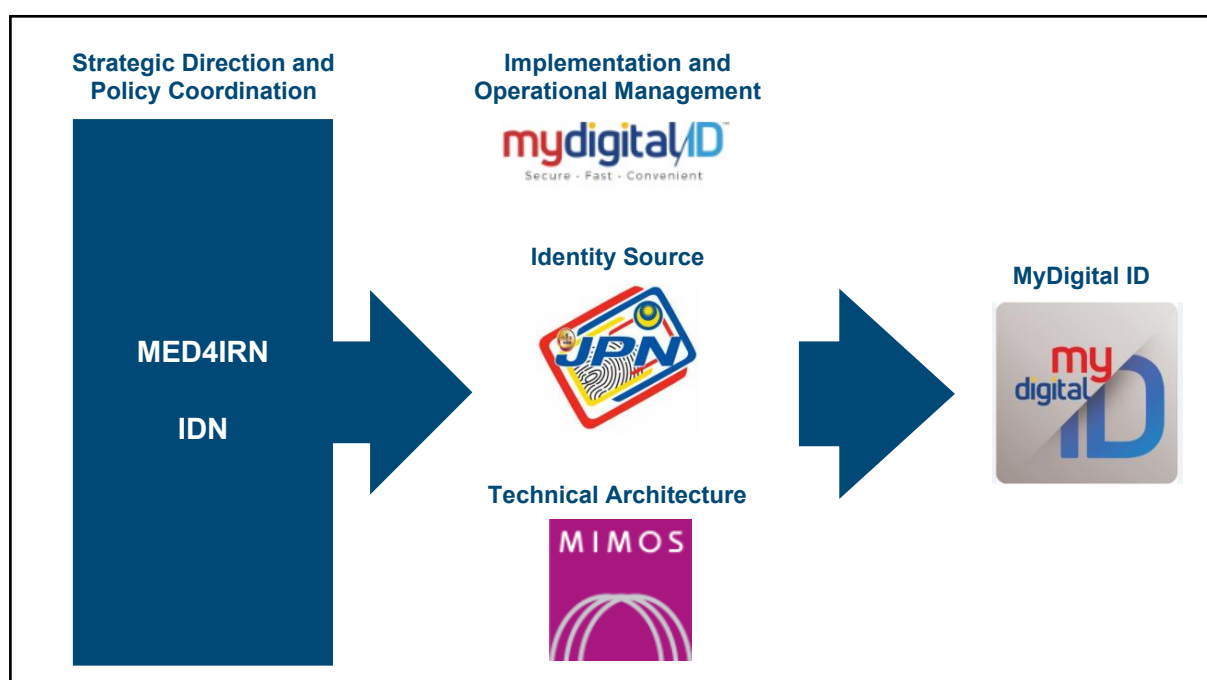 Strategic Direction and
Policy Coordination
MED4IRN
IDN
Implementation and
Operational Management
mydigitalID™
Secure - Fast - Convenient
Identity Source
JPN
Technical Architecture
MIMOS
MyDigital ID
my
digital
ID